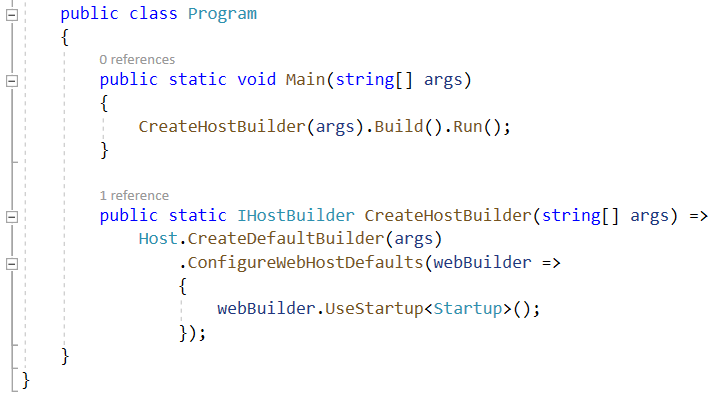 public class Program
{
0 references
public static void Main(string[] args)
{
CreateHostBuilder(args).Build().Run();
}
1 reference
public static IHostBuilder CreateHostBuilder(string[] args) =>
Host.CreateDefaultBuilder(args)
.ConfigureWebHostDefaults(webBuilder =>
{
webBuilder.UseStartup<Startup>();
});
}
}